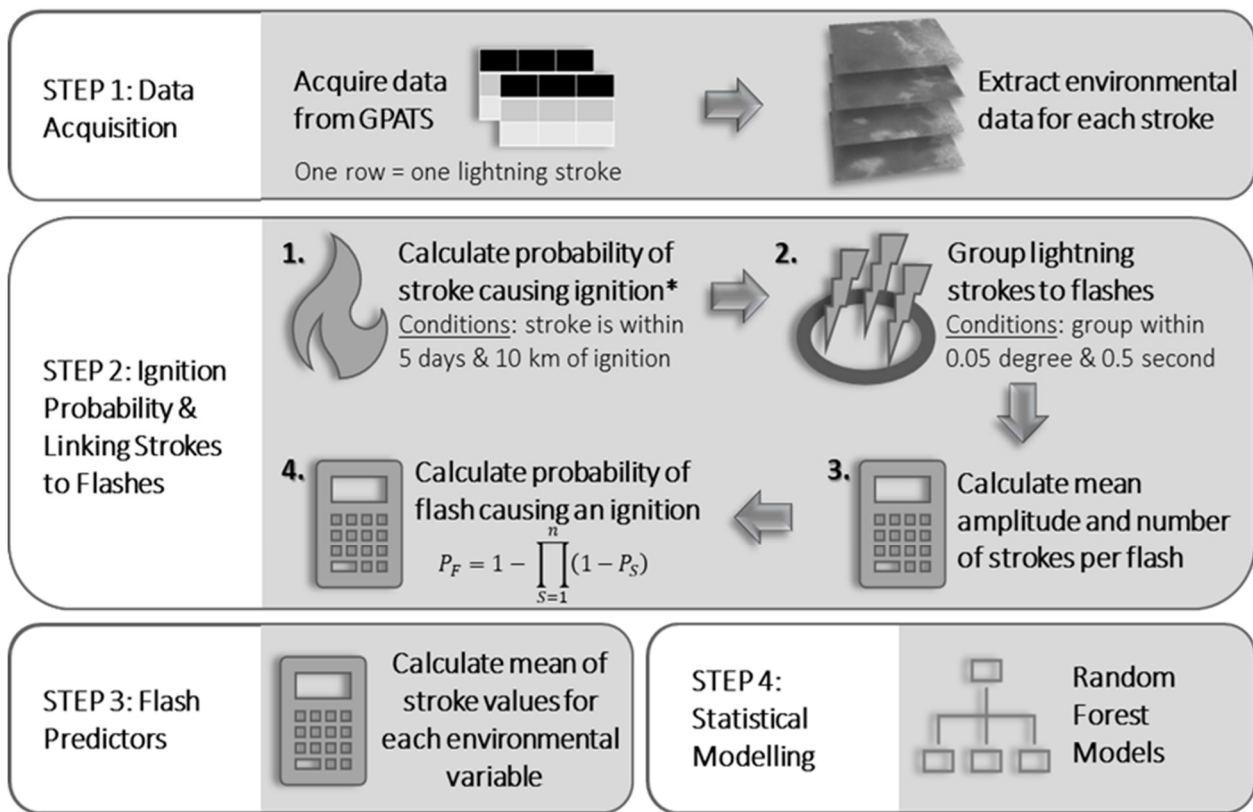 STEP 1: Data
Acquisition
Acquire data
from GPATS
One row = one lightning stroke
Extract environmental
data for each stroke
STEP 2: Ignition
Probability &
Linking Strokes
to Flashes
1.
Calculate probability of
stroke causing ignition*
Conditions: stroke is within
5 days & 10 km of ignition
2.
Group lightning
strokes to flashes
Conditions: group within
0.05 degree & 0.5 second
3.
Calculate mean
amplitude and number
of strokes per flash
4.
Calculate probability of
flash causing an ignition
n
P_F = 1 − ∏(1 − P_S)
S=1
STEP 3: Flash
Predictors
Calculate mean of
stroke values for
each environmental
variable
STEP 4:
Statistical
Modelling
Random
Forest
Models